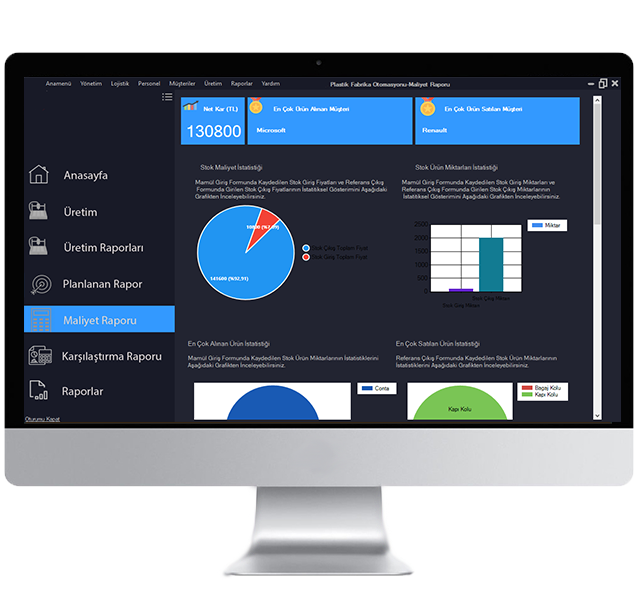 Anamenü Yönetim Lojistik Personel Müşteriler Üretim Raporlar Yardım
Plastik Fabrika Otomasyonu-Maliyet Raporu
Net Kar (TL)
130800
En Çok Ürün Alınan Müşteri
Microsoft
En Çok Ürün Satılan Müşteri
Renault
Anasayfa
Üretim
Üretim Raporları
Planlanan Rapor
Maliyet Raporu
Karşılaştırma Raporu
Raporlar
Oturumu Kapat
Stok Maliyet İstatistiği
Mamül Giriş Formunda Kaydedilen Stok Giriş Fiyatları ve Referans Çıkış
Formunda Girilen Stok Çıkış Fiyatlarının İstatiksel Gösterimini Aşağıdaki
Grafikten İnceleyebilirsiniz.
141600 (%92,91)
Stok Çıkış Toplam Fiyat
Stok Giriş Toplam Fiyat
Stok Ürün Miktarları İstatistiği
Mamül Giriş Formunda Kaydedilen Stok Giriş Miktarları ve
Referans Çıkış Formunda Girilen Stok Çıkış Miktarlarının
İstatistiksel Gösterimini Aşağıdaki Grafikten İnceleyebilirsiniz.
2500
2000
1500
1000
500
0
Stok Çıkış Miktarı
Stok Giriş Miktarı
Miktar
En Çok Alınan Ürün İstatistiği
Mamül Giriş Formunda Kaydedilen Stok Ürün Miktarlarının İstatistiklerini
Aşağıdaki Grafikten İnceleyebilirsiniz.
Conta
En Çok Satılan Ürün İstatistiği
Referans Çıkış Formunda Kaydedilen Stok Ürün Miktarlarının
İstatistiklerini Aşağıdaki Grafikten İnceleyebilirsiniz.
Kapı Kolu
Bagaj Kolu
Kapı Kolu